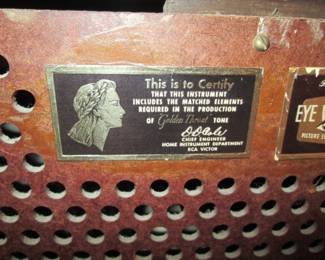 This is to Certify
THAT THIS INSTRUMENT
INCLUDES THE MATCHED ELEMENTS
REQUIRED IN THE PRODUCTION
OF Golden Throat TONE
CHIEF ENGINEER
HOME INSTRUMENT DEPARTMENT
RCA VICTOR
EYE
PICTURE